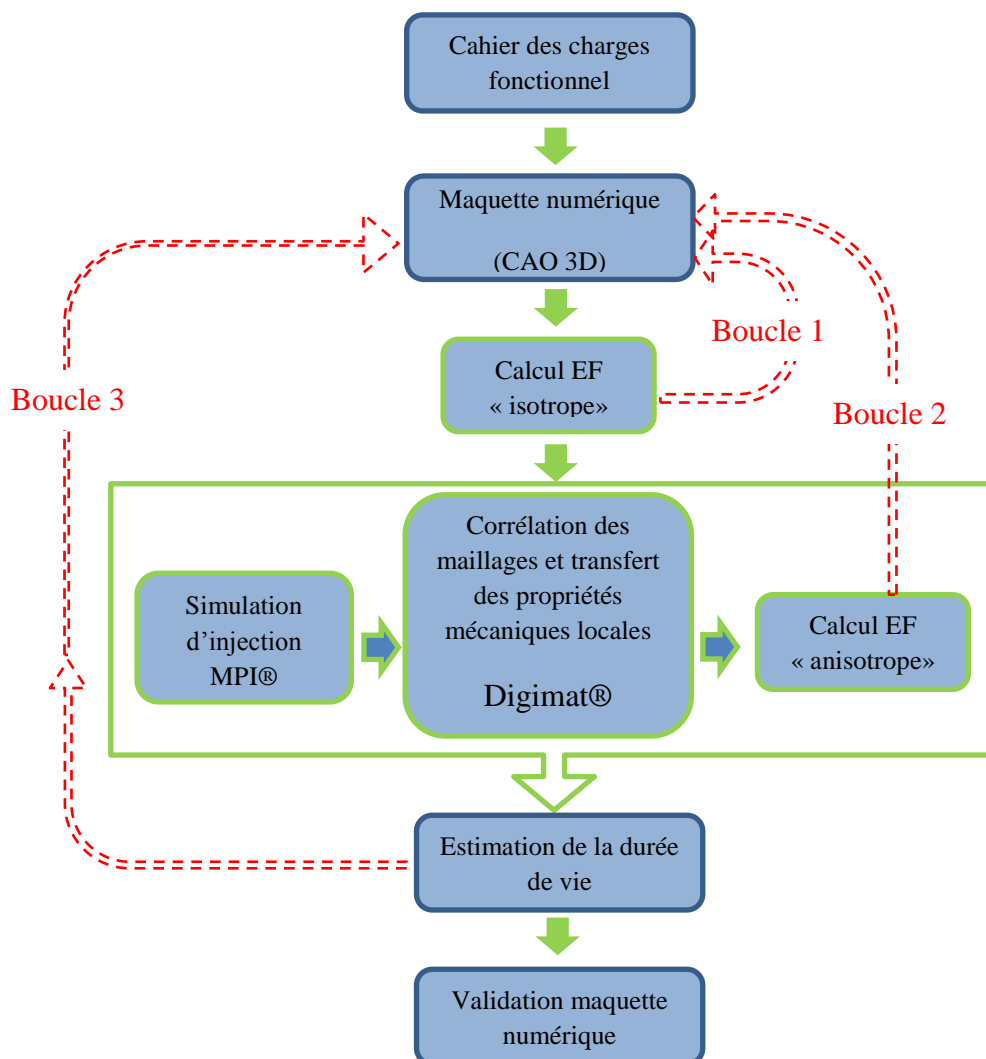 Cahier des charges
fonctionnel
Maquette numérique
(CAO 3D)
Boucle 1
Calcul EF
« isotrope»
Boucle 3
Boucle 2
Corrélation des
maillages et transfert
des propriétés
mécaniques locales
Digimat®
Simulation
d’injection
MPI®
Calcul EF
« anisotrope»
Estimation de la durée
de vie
Validation maquette
numérique